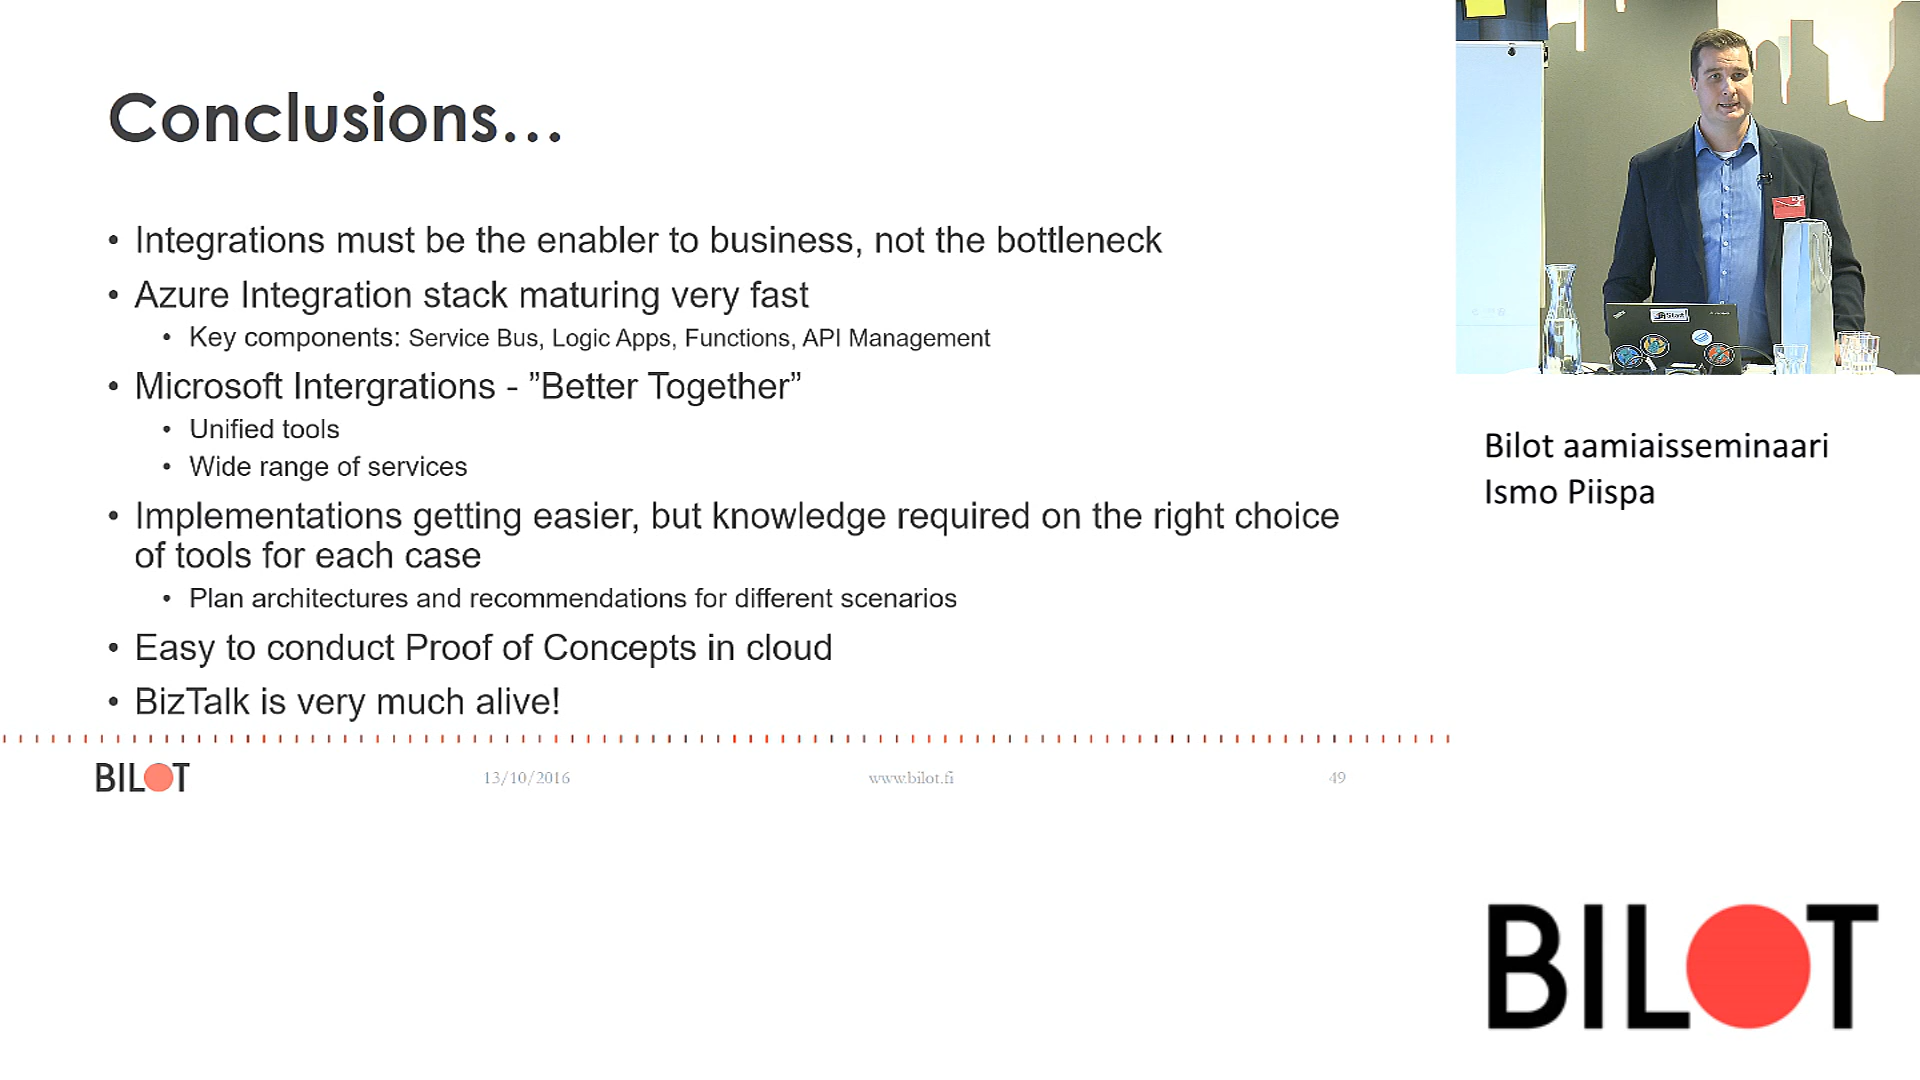 Conclusions...
• Integrations must be the enabler to business, not the bottleneck
• Azure Integration stack maturing very fast
• Key components: Service Bus, Logic Apps, Functions, API Management
• Microsoft Intergrations - ”Better Together”
• Unified tools
• Wide range of services
• Implementations getting easier, but knowledge required on the right choice
of tools for each case
• Plan architectures and recommendations for different scenarios
• Easy to conduct Proof of Concepts in cloud
• BizTalk is very much alive!
BILOT
13/10/2016
www.bilot.fi
49
Bilot aamiaisseminaari
Ismo Piispa
BILOT